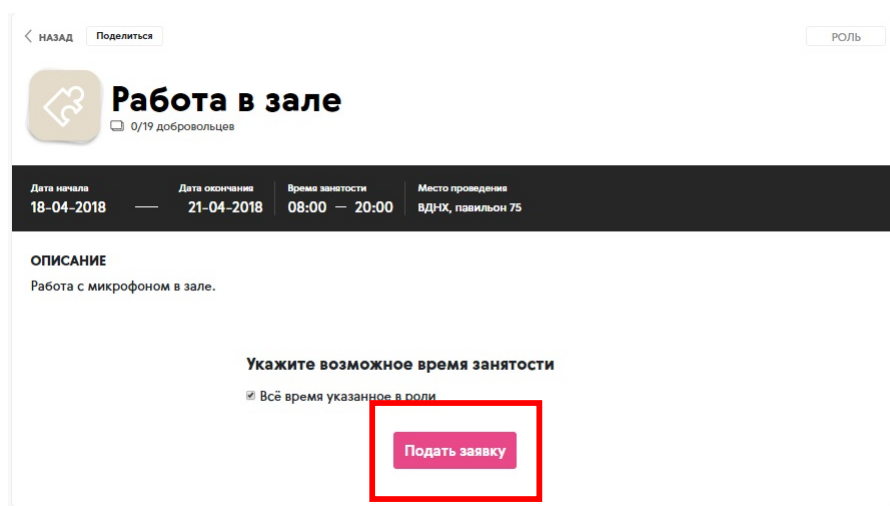 НАЗАД Поделиться РОЛЬ
Работа в зале
0/19 добровольцев
Дата начала Дата окончания Время занятости Место проведения
18-04-2018 — 21-04-2018 08:00 — 20:00 ВДНХ, павильон 75
ОПИСАНИЕ
Работа с микрофоном в зале.
Укажите возможное время занятости
Всё время указанное в роли
Подать заявку